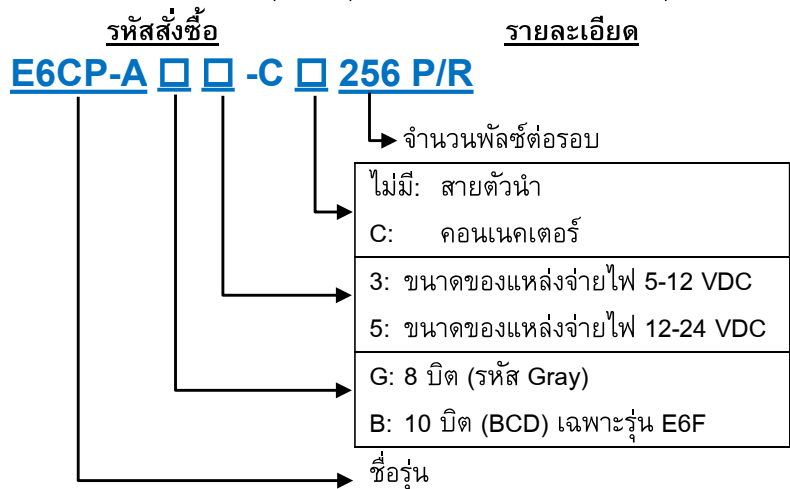 รหัสสั่งซื้อ รายละเอียด
E6CP-A □ □ -C □ 256 P/R
จำนวนพัลซ์ต่อรอบ
ไม่มี: สายตัวนำ
C: คอนเนคเตอร์
3: ขนาดของแหล่งจ่ายไฟ 5-12 VDC
5: ขนาดของแหล่งจ่ายไฟ 12-24 VDC
G: 8 บิต (รหัส Gray)
B: 10 บิต (BCD) เฉพาะรุ่น E6F
ชื่อรุ่น